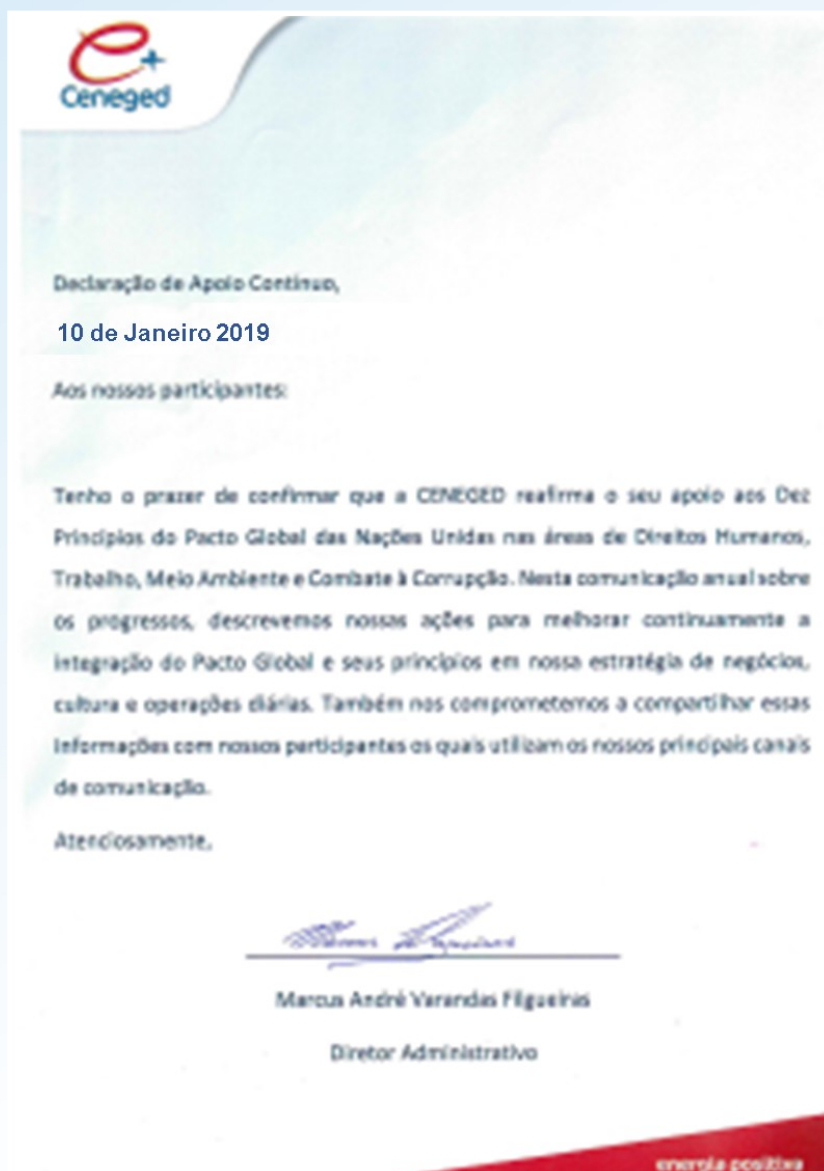 Ceneged
Declaração de Apoio Contínuo,
10 de Janeiro 2019
Aos nossos participantes:
Tenho o prazer de confirmar que a CENEGED reafirma o seu apoio aos Dez
Princípios do Pacto Global das Nações Unidas nas áreas de Direitos Humanos,
Trabalho, Meio Ambiente e Combate à Corrupção. Nesta comunicação anual sobre
os progressos, descrevemos nossas ações para melhorar continuamente a
integração do Pacto Global e seus princípios em nossa estratégia de negócios,
cultura e operações diárias. Também nos comprometemos a compartilhar essas
informações com nossos participantes os quais utilizam os nossos principais canais
de comunicação.
Atenciosamente,
Marcus André Varandas Filgueiras
Diretor Administrativo
energia positiva